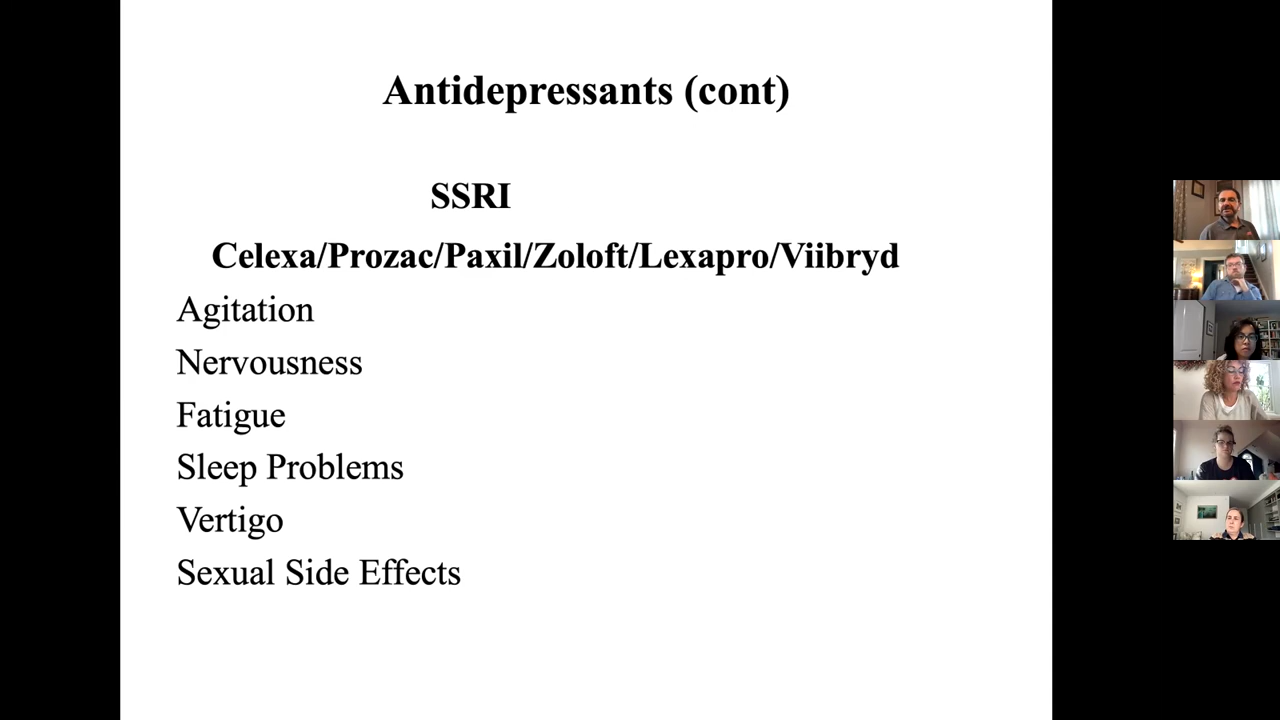 Antidepressants (cont)
SSRI
Celexa/Prozac/Paxil/Zoloft/Lexapro/Viibryd
Agitation
Nervousness
Fatigue
Sleep Problems
Vertigo
Sexual Side Effects